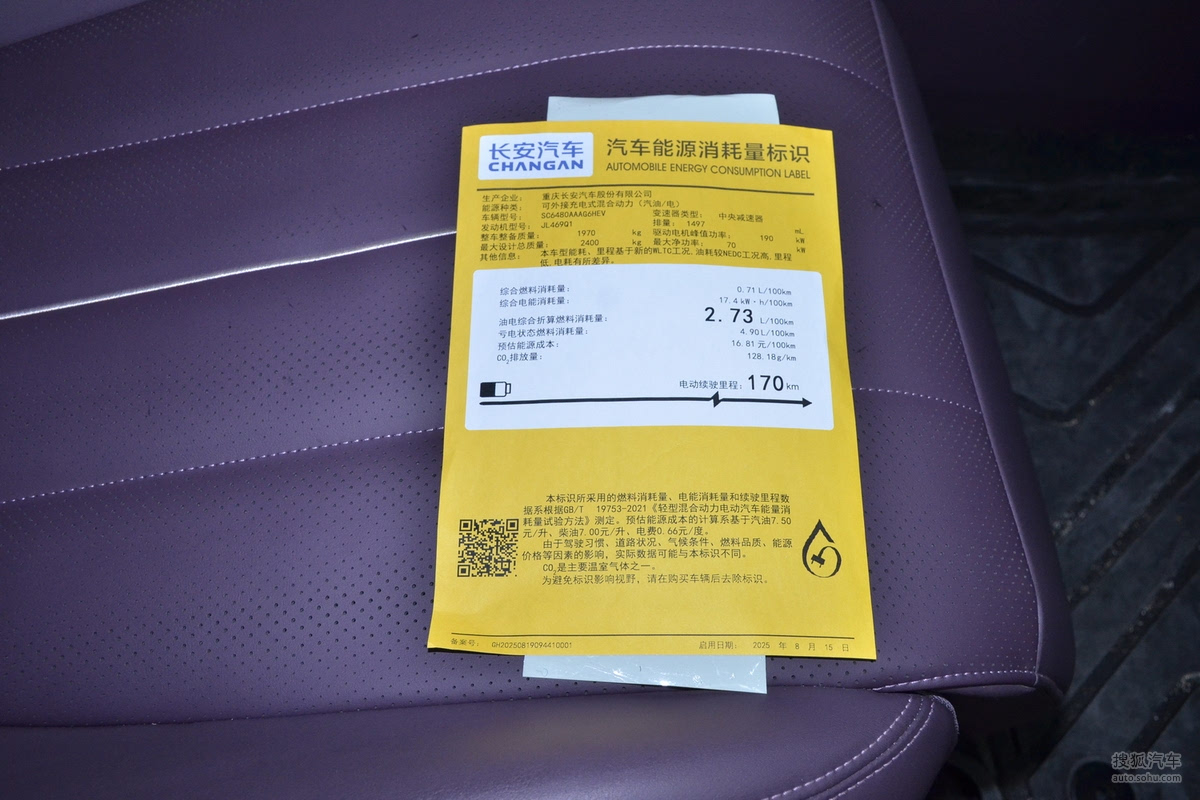 长安汽车
CHANGAN
汽车能源消耗量标识
AUTOMOBILE ENERGY CONSUMPTION LABEL
生产企业: 重庆长安汽车股份有限公司
能源种类: 可外接充电式混合动力（汽油/电）
车辆型号: SC6480AAAG6HEV 变速器类型: 中央减速器
发动机型号: JL469Q1 排量: 1497 mL
整车整备质量: 1970 kg 驱动电机峰值功率: 190 kW
最大设计总质量: 2400 kg 最大净功率: 70 kW
其他信息: 本车型能耗、里程基于新的WLTC工况,油耗较NEDC工况高,里程
低,电耗有所差异。
综合燃料消耗量: 0.71 L/100km
综合电能消耗量: 17.4 kW·h/100km
油电综合折算燃料消耗量: 2.73 L/100km
亏电状态燃料消耗量: 4.90 L/100km
预估能源成本: 16.81 元/100km
CO₂排放量: 128.18g/km
电动续驶里程: 170 km
本标识所采用的燃料消耗量、电能消耗量和续驶里程数
据系根据GB/T 19753-2021《轻型混合动力电动汽车能量消
耗量试验方法》测定。预估能源成本的计算系基于汽油7.50
元/升、柴油7.00元/升、电费0.66元/度。
由于驾驶习惯、道路状况、气候条件、燃料品质、能源
价格等因素的影响，实际数据可能与本标识不同。
CO₂是主要温室气体之一。
为避免标识影响视野，请在购买车辆后去除标识。
备案号: GH20250819094410001 启用日期: 2025 年 8 月 15 日
搜狐汽车
auto.sohu.com